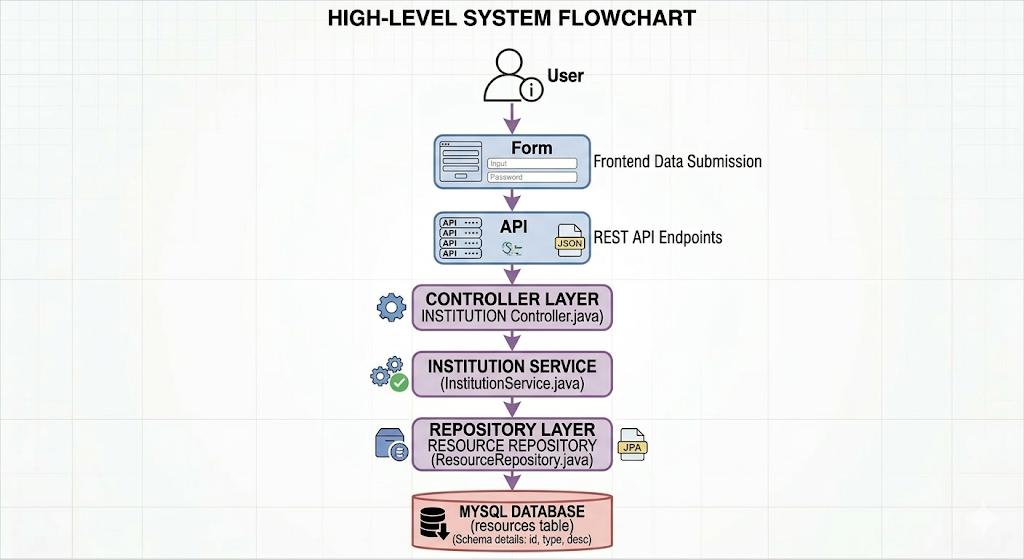 HIGH-LEVEL SYSTEM FLOWCHART
User
i
Form
Input
Password
Frontend Data Submission
API
API
API
API
API
JSON
REST API Endpoints
CONTROLLER LAYER
INSTITUTION Controller.java)
INSTITUTION SERVICE
(InstitutionService.java)
REPOSITORY LAYER
RESOURCE REPOSITORY
(ResourceRepository.java)
JPA
MYSQL DATABASE
(resources table)
(Schema details: id, type, desc)